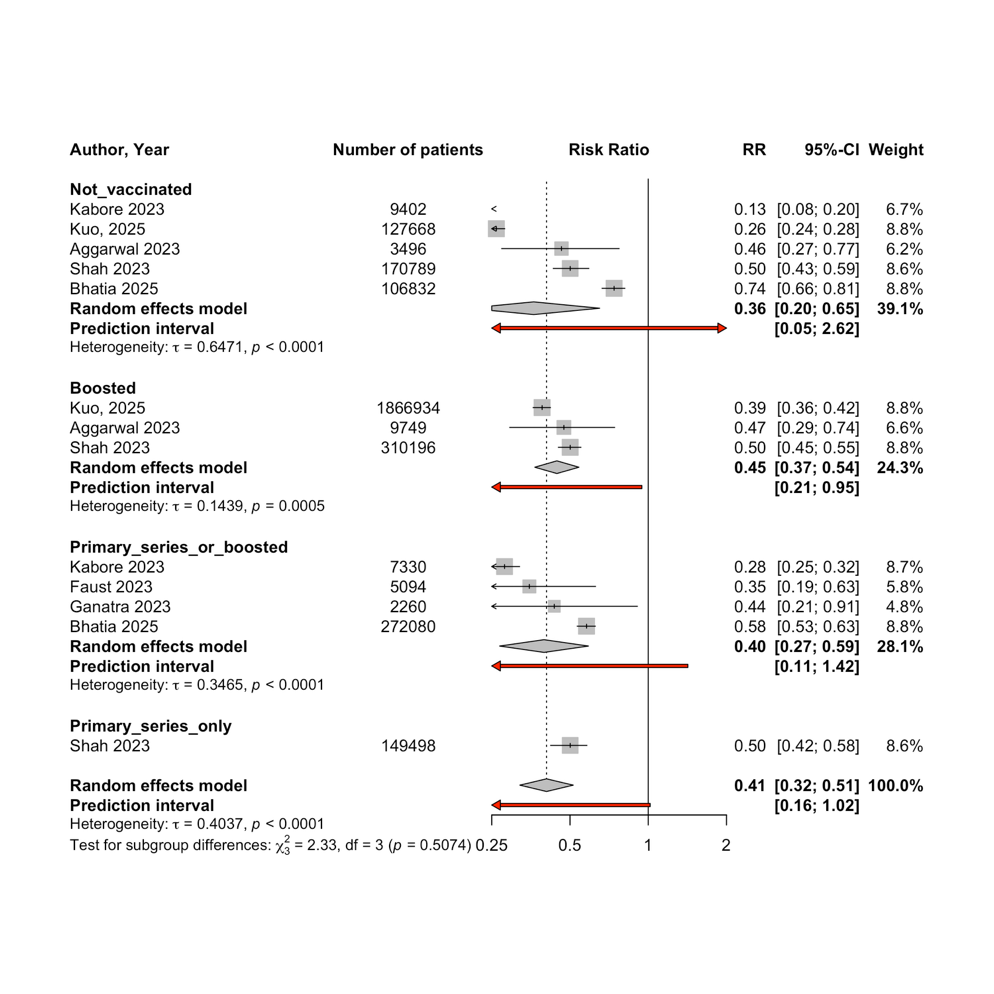 Author, Year Number of patients Risk Ratio RR 95%-CI Weight
Not_vaccinated
Kabore 2023 9402 0.13 [0.08; 0.20] 6.7%
Kuo, 2025 127668 0.26 [0.24; 0.28] 8.8%
Aggarwal 2023 3496 0.46 [0.27; 0.77] 6.2%
Shah 2023 170789 0.50 [0.43; 0.59] 8.6%
Bhatia 2025 106832 0.74 [0.66; 0.81] 8.8%
Random effects model 0.36 [0.20; 0.65] 39.1%
Prediction interval [0.05; 2.62]
Heterogeneity: τ = 0.6471, p < 0.0001
Boosted
Kuo, 2025 1866934 0.39 [0.36; 0.42] 8.8%
Aggarwal 2023 9749 0.47 [0.29; 0.74] 6.6%
Shah 2023 310196 0.50 [0.45; 0.55] 8.8%
Random effects model 0.45 [0.37; 0.54] 24.3%
Prediction interval [0.21; 0.95]
Heterogeneity: τ = 0.1439, p = 0.0005
Primary_series_or_boosted
Kabore 2023 7330 0.28 [0.25; 0.32] 8.7%
Faust 2023 5094 0.35 [0.19; 0.63] 5.8%
Ganatra 2023 2260 0.44 [0.21; 0.91] 4.8%
Bhatia 2025 272080 0.58 [0.53; 0.63] 8.8%
Random effects model 0.40 [0.27; 0.59] 28.1%
Prediction interval [0.11; 1.42]
Heterogeneity: τ = 0.3465, p < 0.0001
Primary_series_only
Shah 2023 149498 0.50 [0.42; 0.58] 8.6%
Random effects model 0.41 [0.32; 0.51] 100.0%
Prediction interval [0.16; 1.02]
Heterogeneity: τ = 0.4037, p < 0.0001
Test for subgroup differences: χ²₃ = 2.33, df = 3 (p = 0.5074) 0.25 0.5 1 2